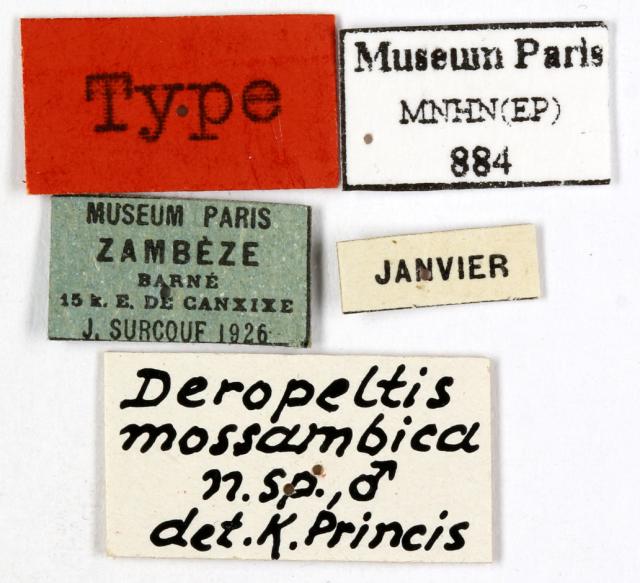 Type
Museum Paris
MNHN(EP)
884
MUSEUM PARIS
ZAMBÈZE
BARNÉ
15 k. E. DE CANXIXE
J. SURCOUF 1926
JANVIER
Deropeltis
mossambica
n.sp., ♂
det.K.Princis